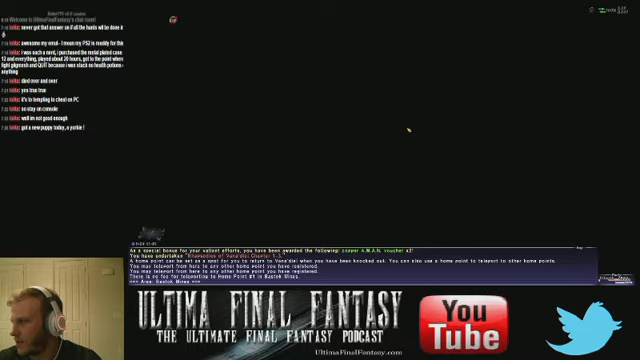 Welcome to UltimaFinalFantasy's chat room!
never got that answer on if all the hunts will be done in
awesome my emul - I mean my PS2 is muddy for this
i was such a nerd, i purchased the metal plated case
12 and everything, played about 20 hours, got to the point where
fight gilgamesh and QUIT because i was stuck no health potions or
anything
died over and over
yea true true
it's to tempting to cheat on PC
so stay on console
well im not good enough
got a new puppy today, a yorkie !
As a special bonus for your valiant efforts, you have been awarded the following: copper A.M.A.N. voucher x2!
You have undertaken "Rhapsodies of Vana'diel Chapter 1-3."
A home point can be set as a spot for you to return to Vana'diel when you have been knocked out. You can also use a home point to teleport to other home points.
You may teleport from here to any other home point you have registered.
You may teleport from here to any other home point you have registered.
There is no fee for teleporting to Home Point #1 in Bastok Mines.
=== Area: Bastok Mines ===
ULTIMA FINAL FANTASY
THE ULTIMATE FINAL FANTASY PODCAST
UltimaFinalFantasy.com
You
Tube